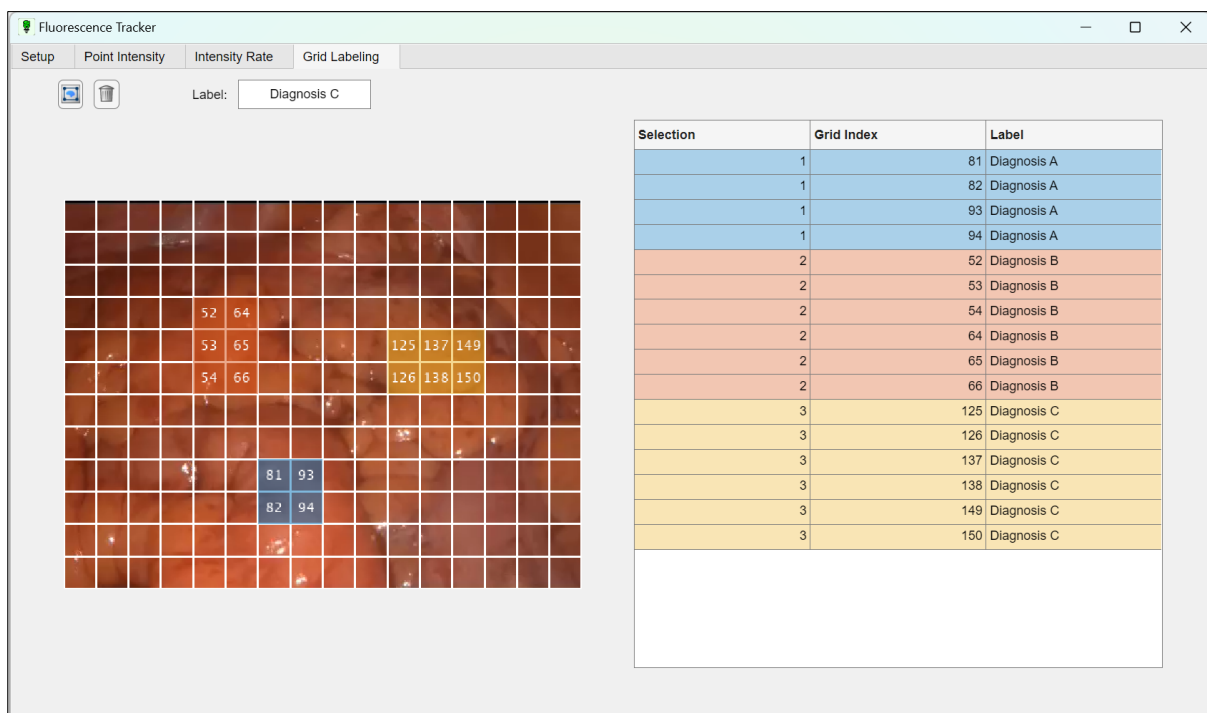 Fluorescence Tracker
Setup Point Intensity Intensity Rate Grid Labeling
Label: Diagnosis C
52 64
53 65
54 66
125 137 149
126 138 150
81 93
82 94
Selection Grid Index Label
1 81 Diagnosis A
1 82 Diagnosis A
1 93 Diagnosis A
1 94 Diagnosis A
2 52 Diagnosis B
2 53 Diagnosis B
2 54 Diagnosis B
2 64 Diagnosis B
2 65 Diagnosis B
2 66 Diagnosis B
3 125 Diagnosis C
3 126 Diagnosis C
3 137 Diagnosis C
3 138 Diagnosis C
3 149 Diagnosis C
3 150 Diagnosis C